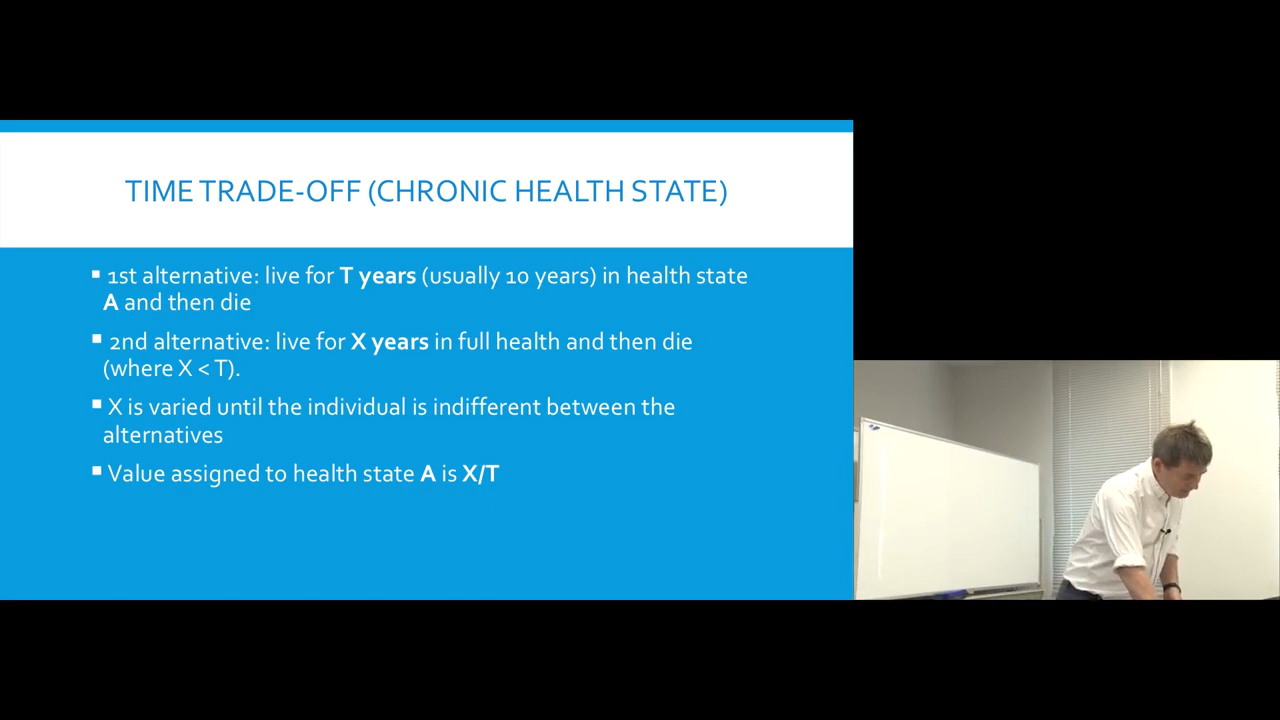 TIME TRADE-OFF (CHRONIC HEALTH STATE)
▪ 1st alternative: live for T years (usually 10 years) in health state
A and then die
▪ 2nd alternative: live for X years in full health and then die
(where X < T).
▪ X is varied until the individual is indifferent between the
alternatives
▪ Value assigned to health state A is X/T